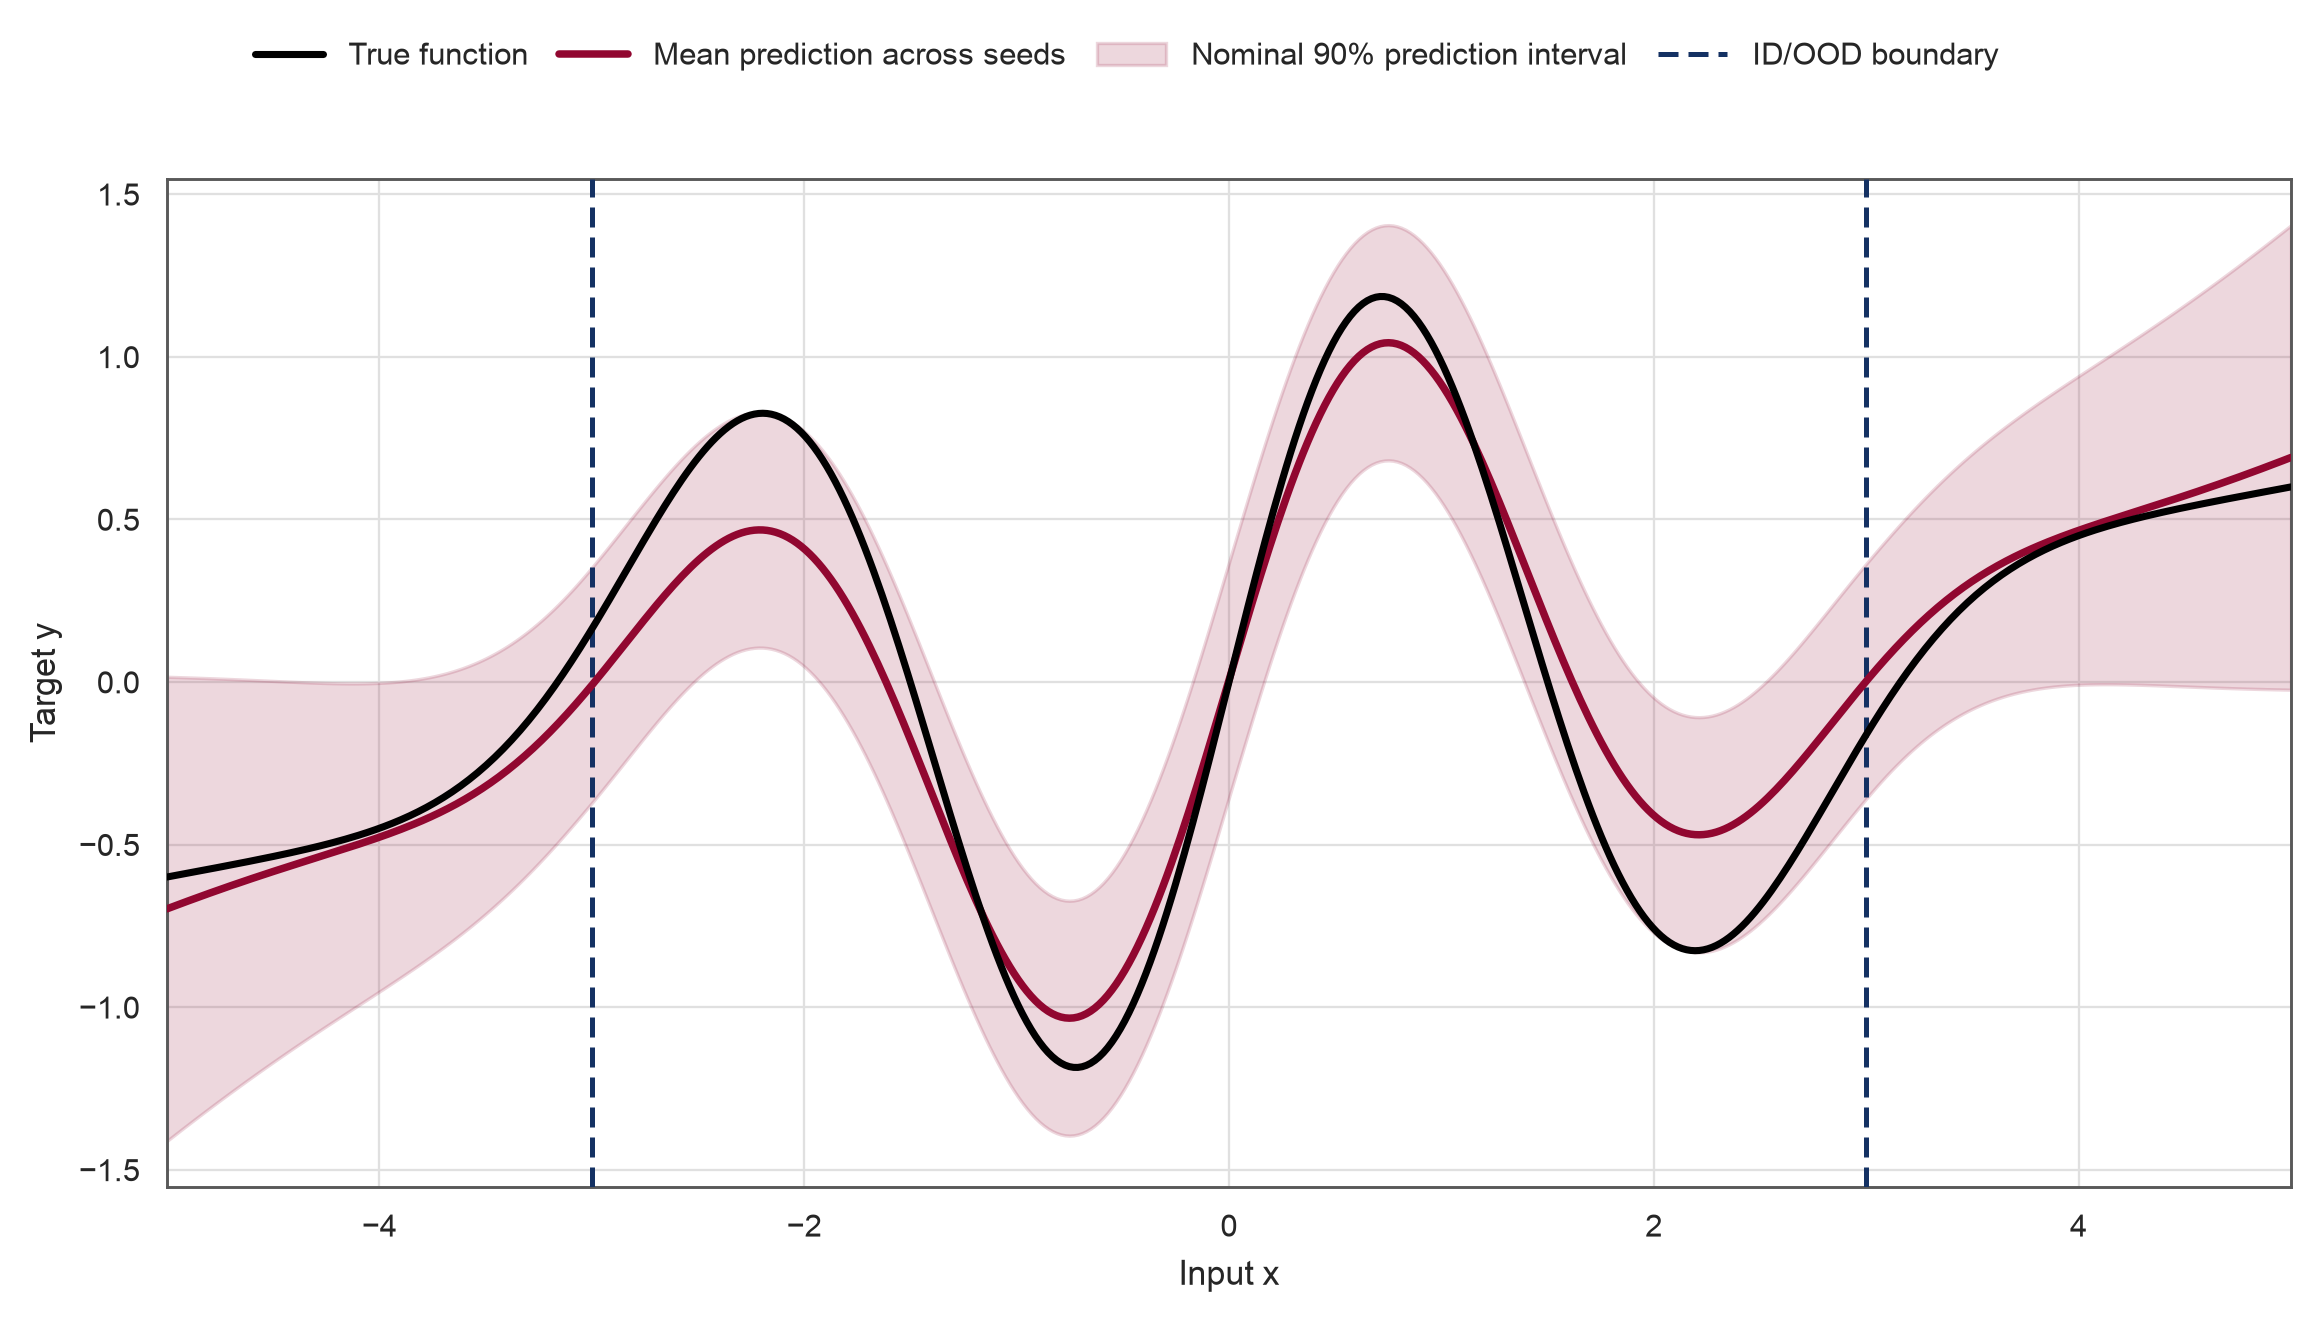 True function Mean prediction across seeds Nominal 90% prediction interval ID/OOD boundary
1.5
1.0
0.5
0.0
−0.5
−1.0
−1.5
Target y
−4 −2 0 2 4
Input x